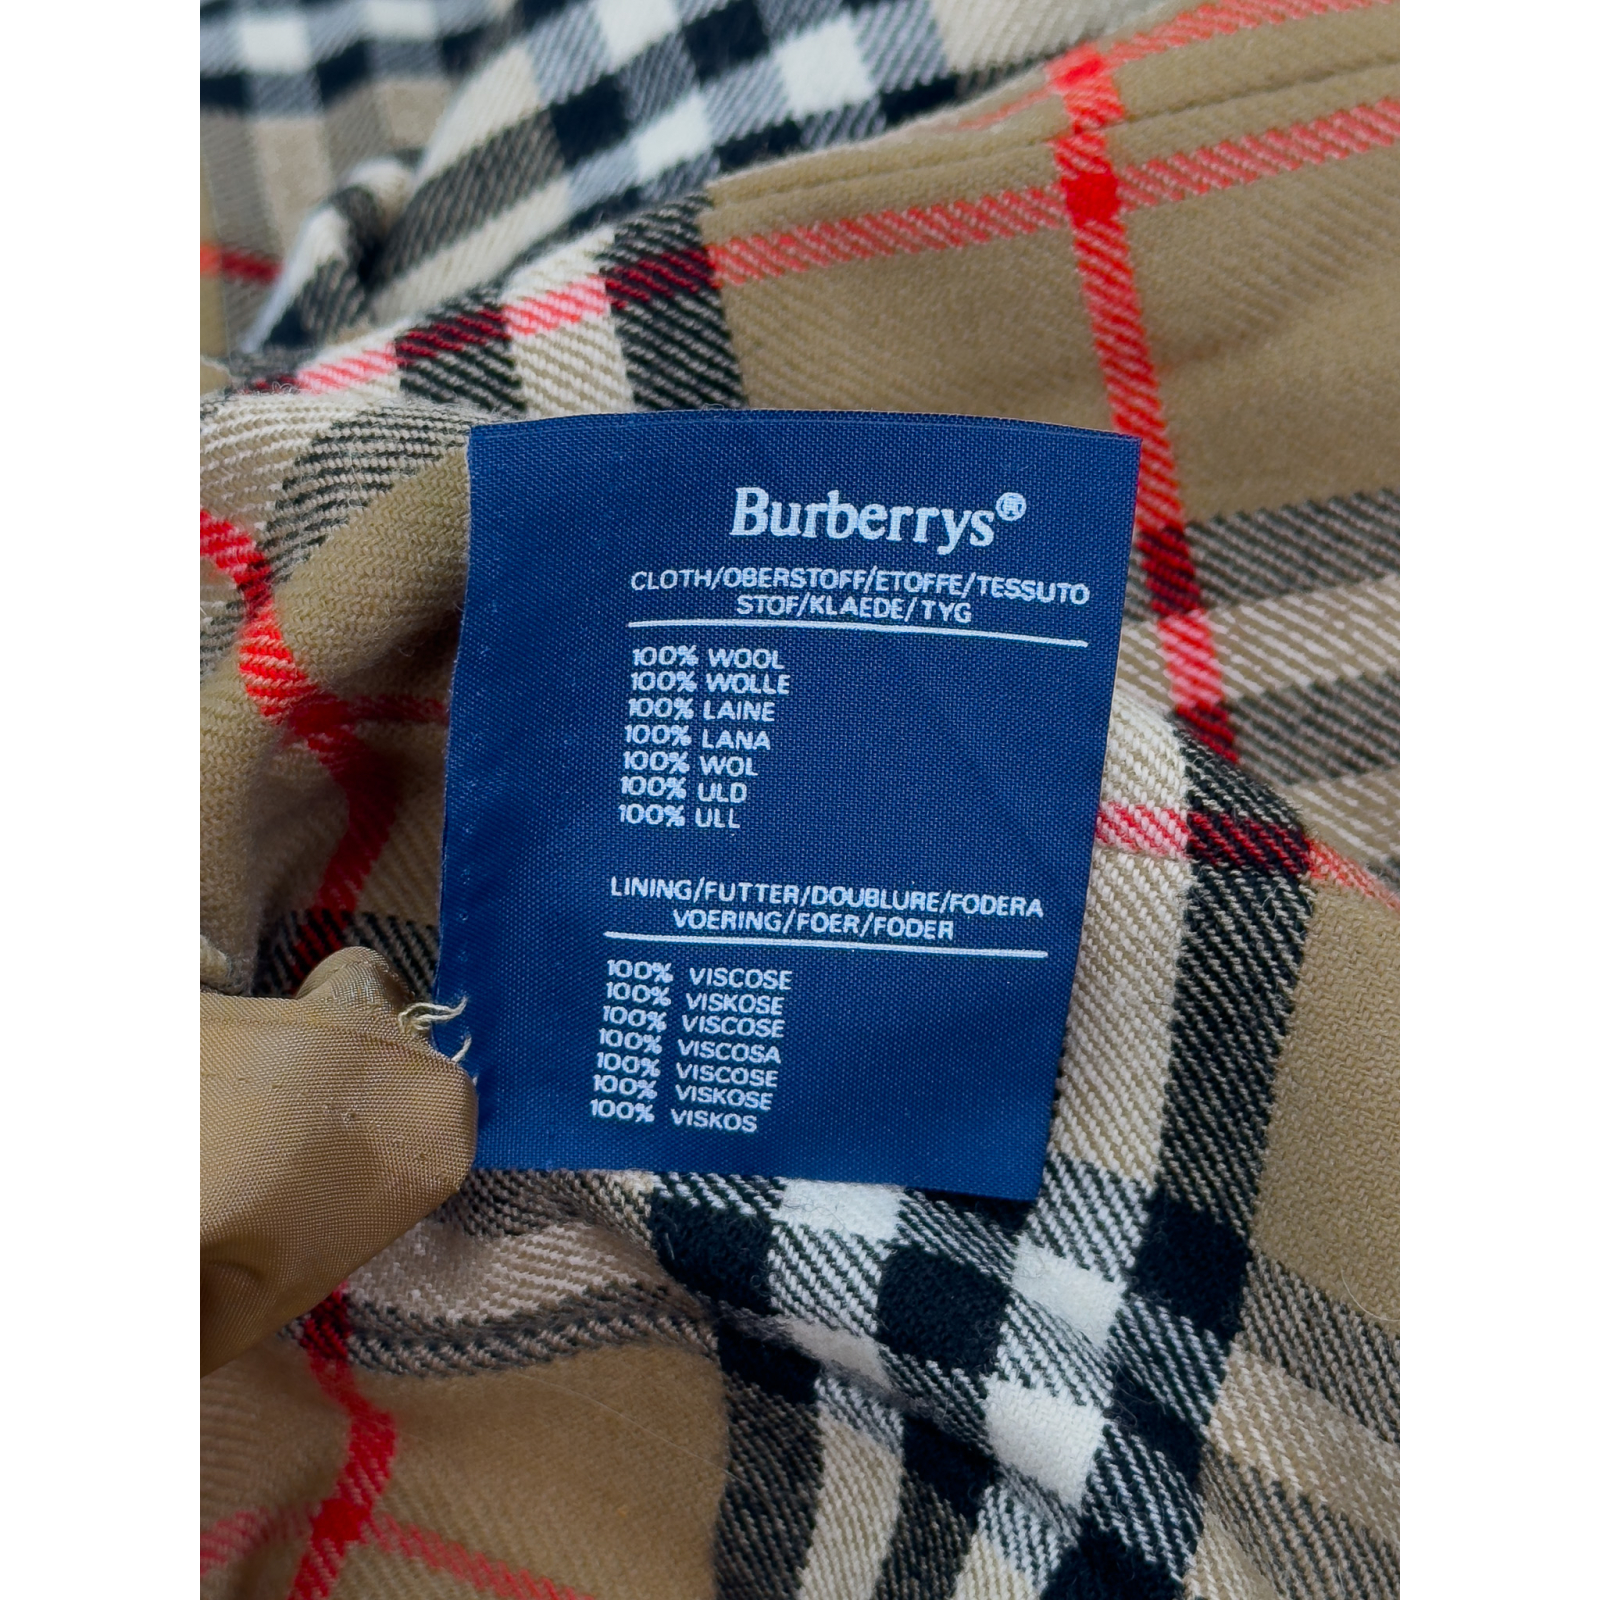 Burberrys®
CLOTH/OBERSTOFF/ETOFFE/TESSUTO
STOF/KLAEDE/TYG
100% WOOL
100% WOLLE
100% LAINE
100% LANA
100% WOL
100% ULD
100% ULL
LINING/FUTTER/DOUBLURE/FODERA
VOERING/FOER/FODER
100% VISCOSE
100% VISKOSE
100% VISCOSE
100% VISCOSA
100% VISCOSE
100% VISKOSE
100% VISKOS